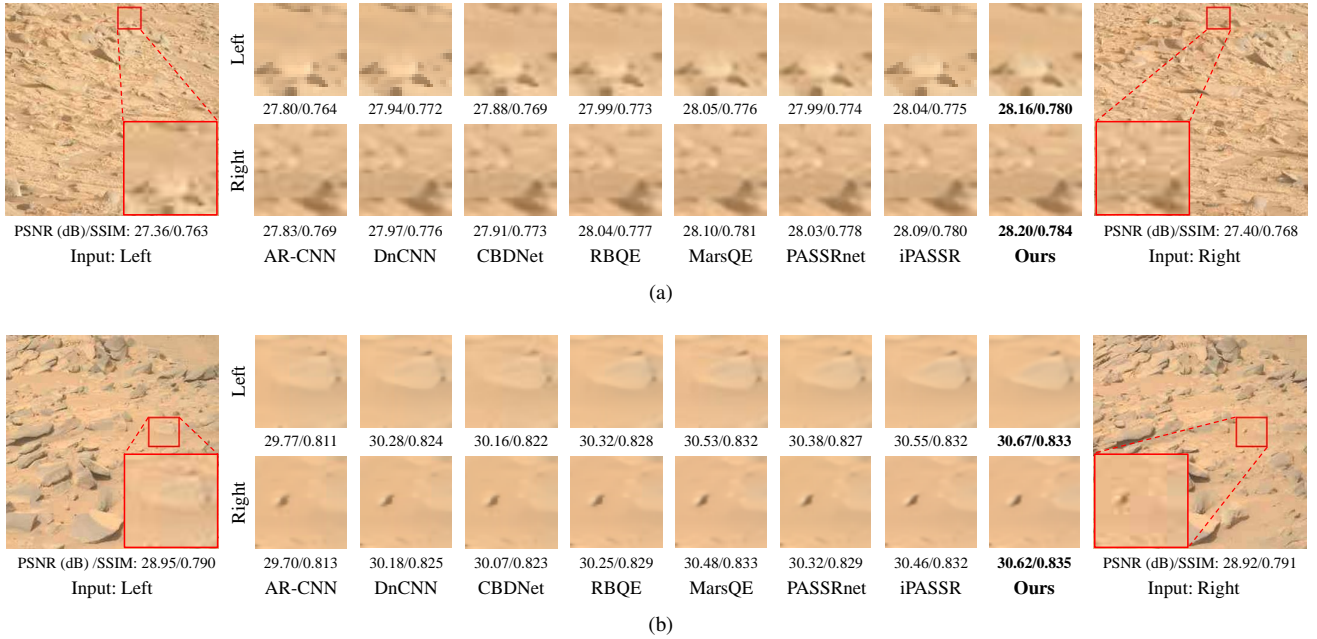 Left
27.80/0.764 27.94/0.772 27.88/0.769 27.99/0.773 28.05/0.776 27.99/0.774 28.04/0.775 28.16/0.780
Right
PSNR (dB)/SSIM: 27.36/0.763 27.83/0.769 27.97/0.776 27.91/0.773 28.04/0.777 28.10/0.781 28.03/0.778 28.09/0.780 28.20/0.784 PSNR (dB)/SSIM: 27.40/0.768
Input: Left AR-CNN DnCNN CBDNet RBQE MarsQE PASSRnet iPASSR Ours Input: Right
(a)
Left
29.77/0.811 30.28/0.824 30.16/0.822 30.32/0.828 30.53/0.832 30.38/0.827 30.55/0.832 30.67/0.833
Right
PSNR (dB) /SSIM: 28.95/0.790 29.70/0.813 30.18/0.825 30.07/0.823 30.25/0.829 30.48/0.833 30.32/0.829 30.46/0.832 30.62/0.835 PSNR (dB)/SSIM: 28.92/0.791
Input: Left AR-CNN DnCNN CBDNet RBQE MarsQE PASSRnet iPASSR Ours Input: Right
(b)